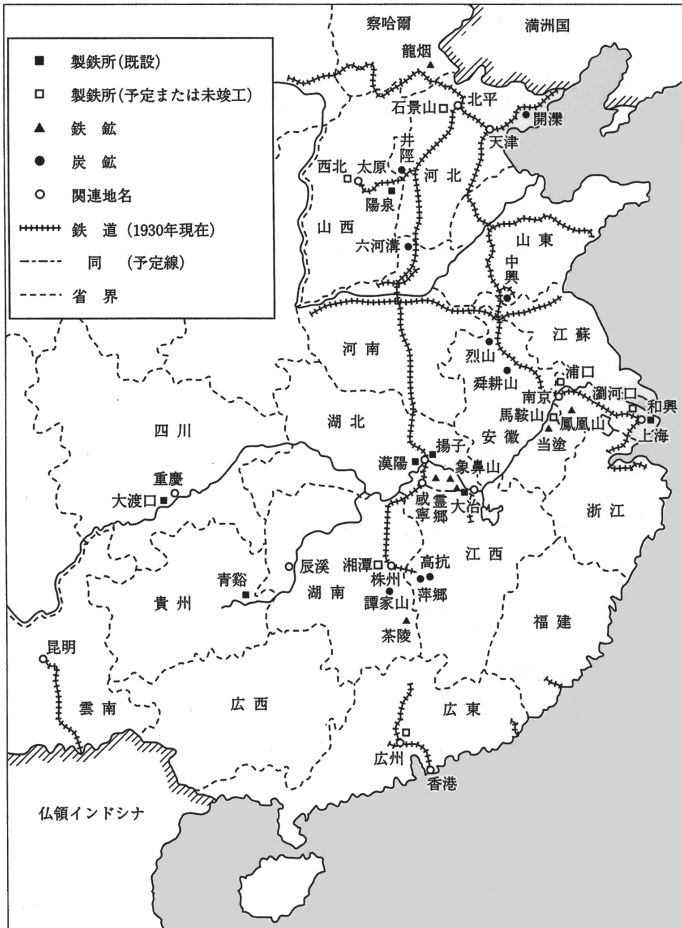 製鉄所(既設)
製鉄所(予定または未竣工)
鉄 鉱
炭 鉱
関連地名
鉄 道 (1930年現在)
同 (予定線)
省 界
察哈爾
満洲国
龍烟
北平
石景山
開灤
天津
井陘
河北
西北
太原
陽泉
山西
六河溝
山東
中興
河南
烈山
江蘇
舜耕山
浦口
南京
瀏河口
和興
上海
馬鞍山
鳳凰山
当塗
安徽
湖北
四川
揚子
漢陽
象鼻山
重慶
大渡口
咸寧
霊郷
大冶
浙江
江西
辰溪
湘潭
株州
高抗
萍郷
青谿
湖南
譚家山
貴州
茶陵
福建
昆明
雲南
広西
広東
広州
香港
仏領インドシナ